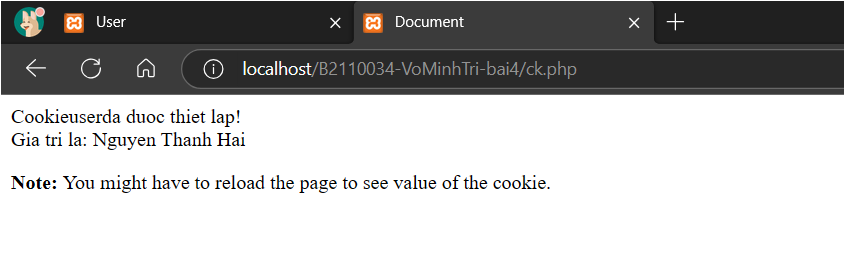 User
Document
localhost/B2110034-VoMinhTri-bai4/ck.php
Cookieuserda duoc thiet lap!
Gia tri la: Nguyen Thanh Hai
Note: You might have to reload the page to see value of the cookie.